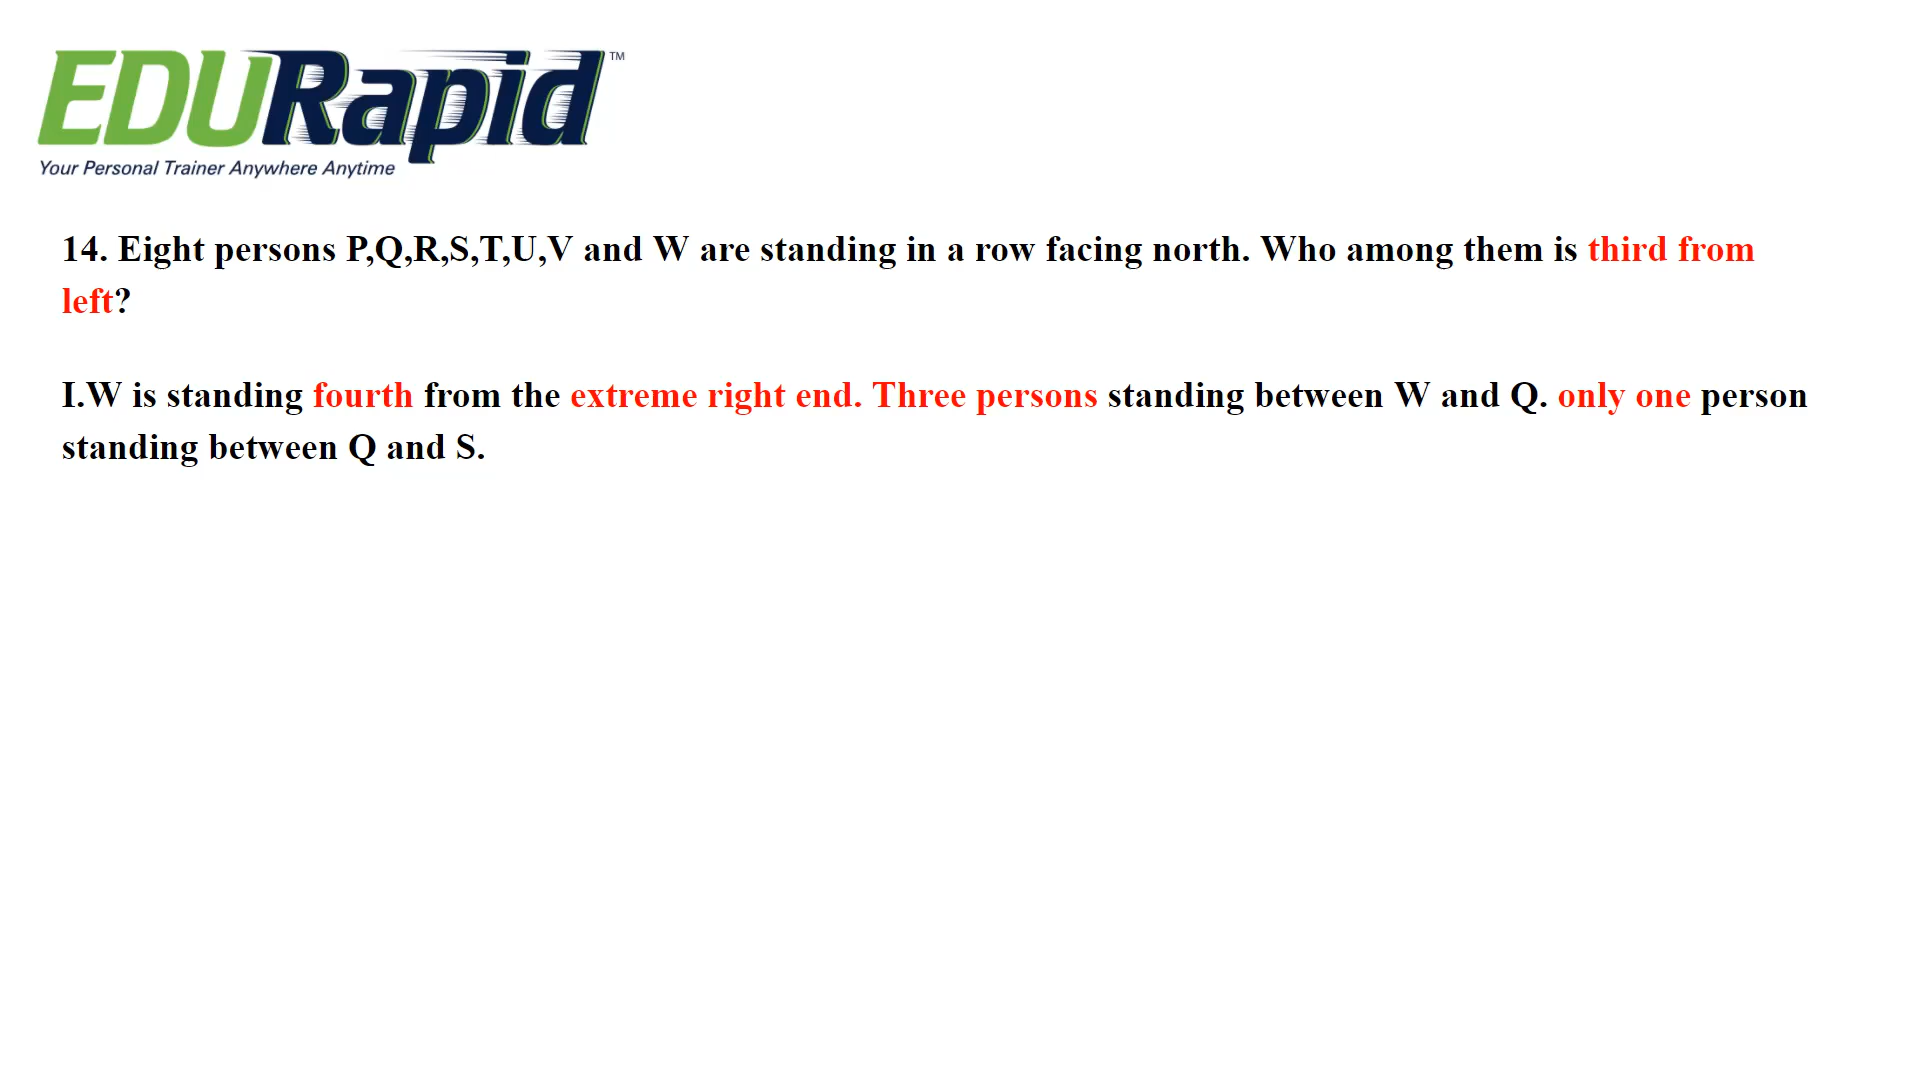 EDURapid™
Your Personal Trainer Anywhere Anytime
14. Eight persons P,Q,R,S,T,U,V and W are standing in a row facing north. Who among them is third from
left?
I.W is standing fourth from the extreme right end. Three persons standing between W and Q. only one person
standing between Q and S.